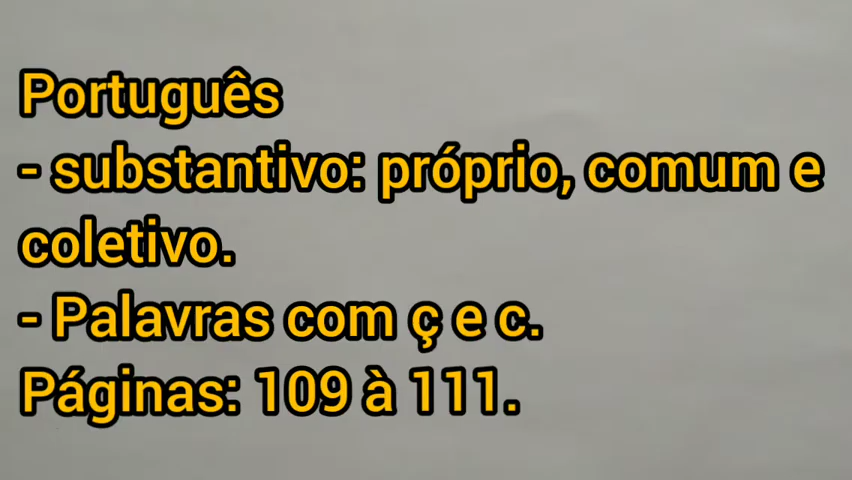 Português
- substantivo: próprio, comum e
coletivo.
- Palavras com ç e c.
Páginas: 109 à 111.